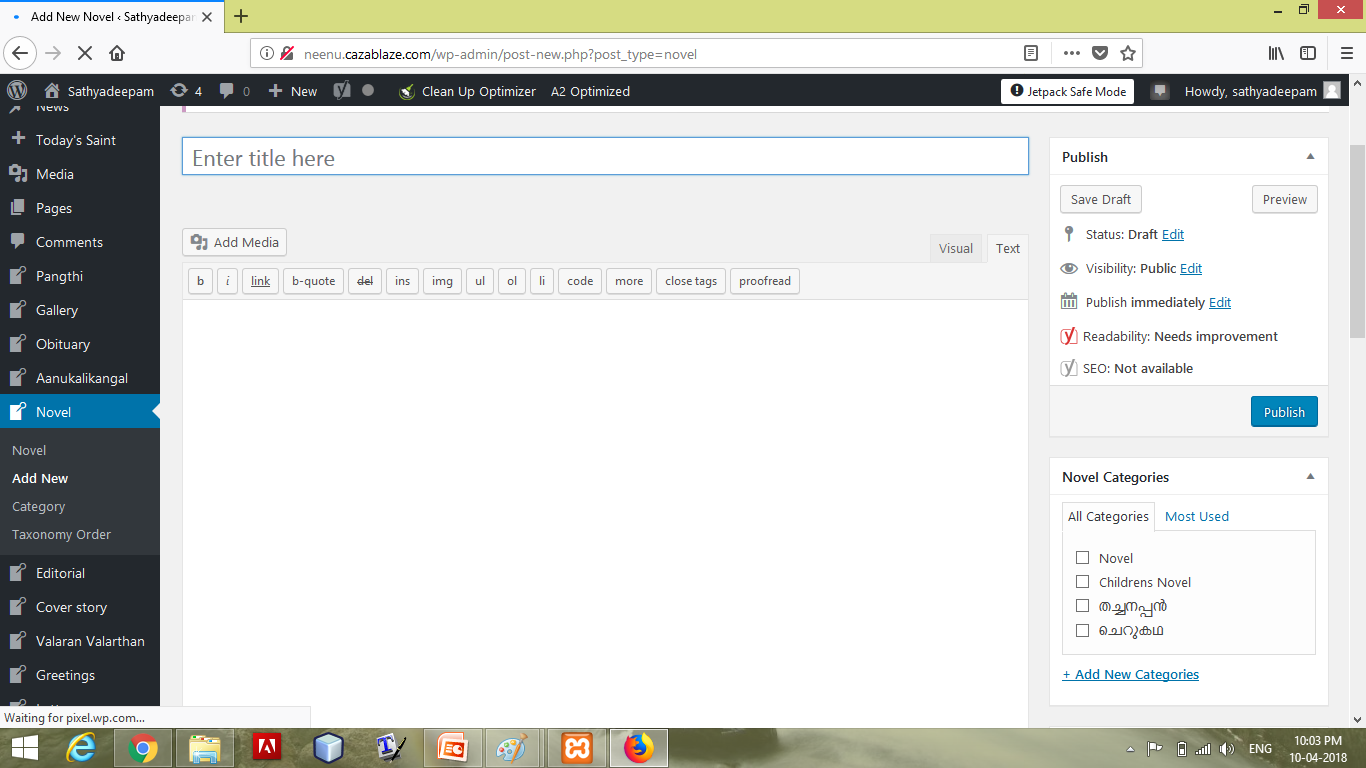 Add New Novel ‹ Sathyadeepam
neenu.cazablaze.com/wp-admin/post-new.php?post_type=novel
Sathyadeepam 4 0 New Clean Up Optimizer A2 Optimized Jetpack Safe Mode Howdy, sathyadeepam
News
Today's Saint
Media
Pages
Comments
Pangthi
Gallery
Obituary
Aanukalikangal
Novel
Novel
Add New
Category
Taxonomy Order
Editorial
Cover story
Valaran Valarthan
Greetings
Waiting for pixel.wp.com...
Enter title here
Add Media
Visual Text
b i link b-quote del ins img ul ol li code more close tags proofread
Publish
Save Draft Preview
Status: Draft Edit
Visibility: Public Edit
Publish immediately Edit
Readability: Needs improvement
SEO: Not available
Publish
Novel Categories
All Categories Most Used
Novel
Childrens Novel
തച്ചനപ്പൻ
ചെറുകഥ
+ Add New Categories
ENG
10:03 PM
10-04-2018